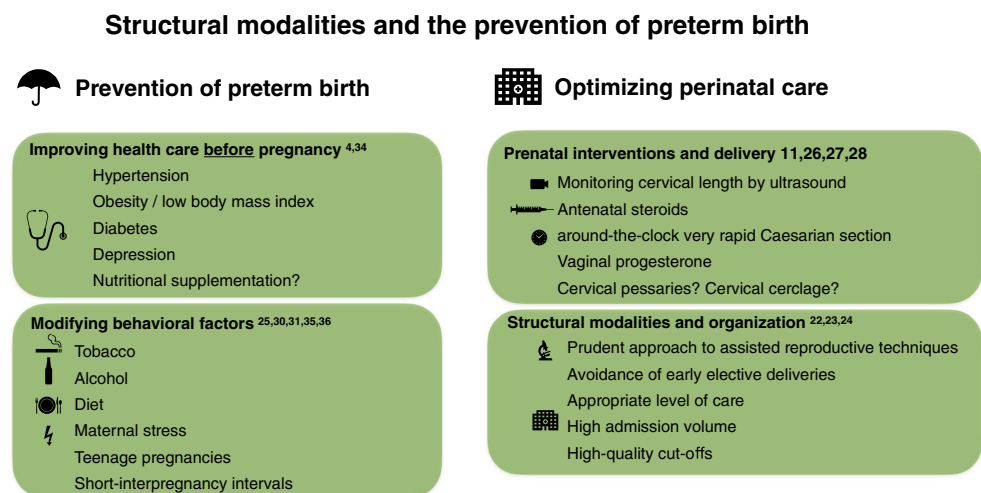 Structural modalities and the prevention of preterm birth
Prevention of preterm birth
Improving health care before pregnancy 4,34
Hypertension
Obesity / low body mass index
Diabetes
Depression
Nutritional supplementation?
Modifying behavioral factors 25,30,31,35,36
Tobacco
Alcohol
Diet
Maternal stress
Teenage pregnancies
Short-interpregnancy intervals
Optimizing perinatal care
Prenatal interventions and delivery 11,26,27,28
Monitoring cervical length by ultrasound
Antenatal steroids
around-the-clock very rapid Caesarian section
Vaginal progesterone
Cervical pessaries? Cervical cerclage?
Structural modalities and organization 22,23,24
Prudent approach to assisted reproductive techniques
Avoidance of early elective deliveries
Appropriate level of care
High admission volume
High-quality cut-offs